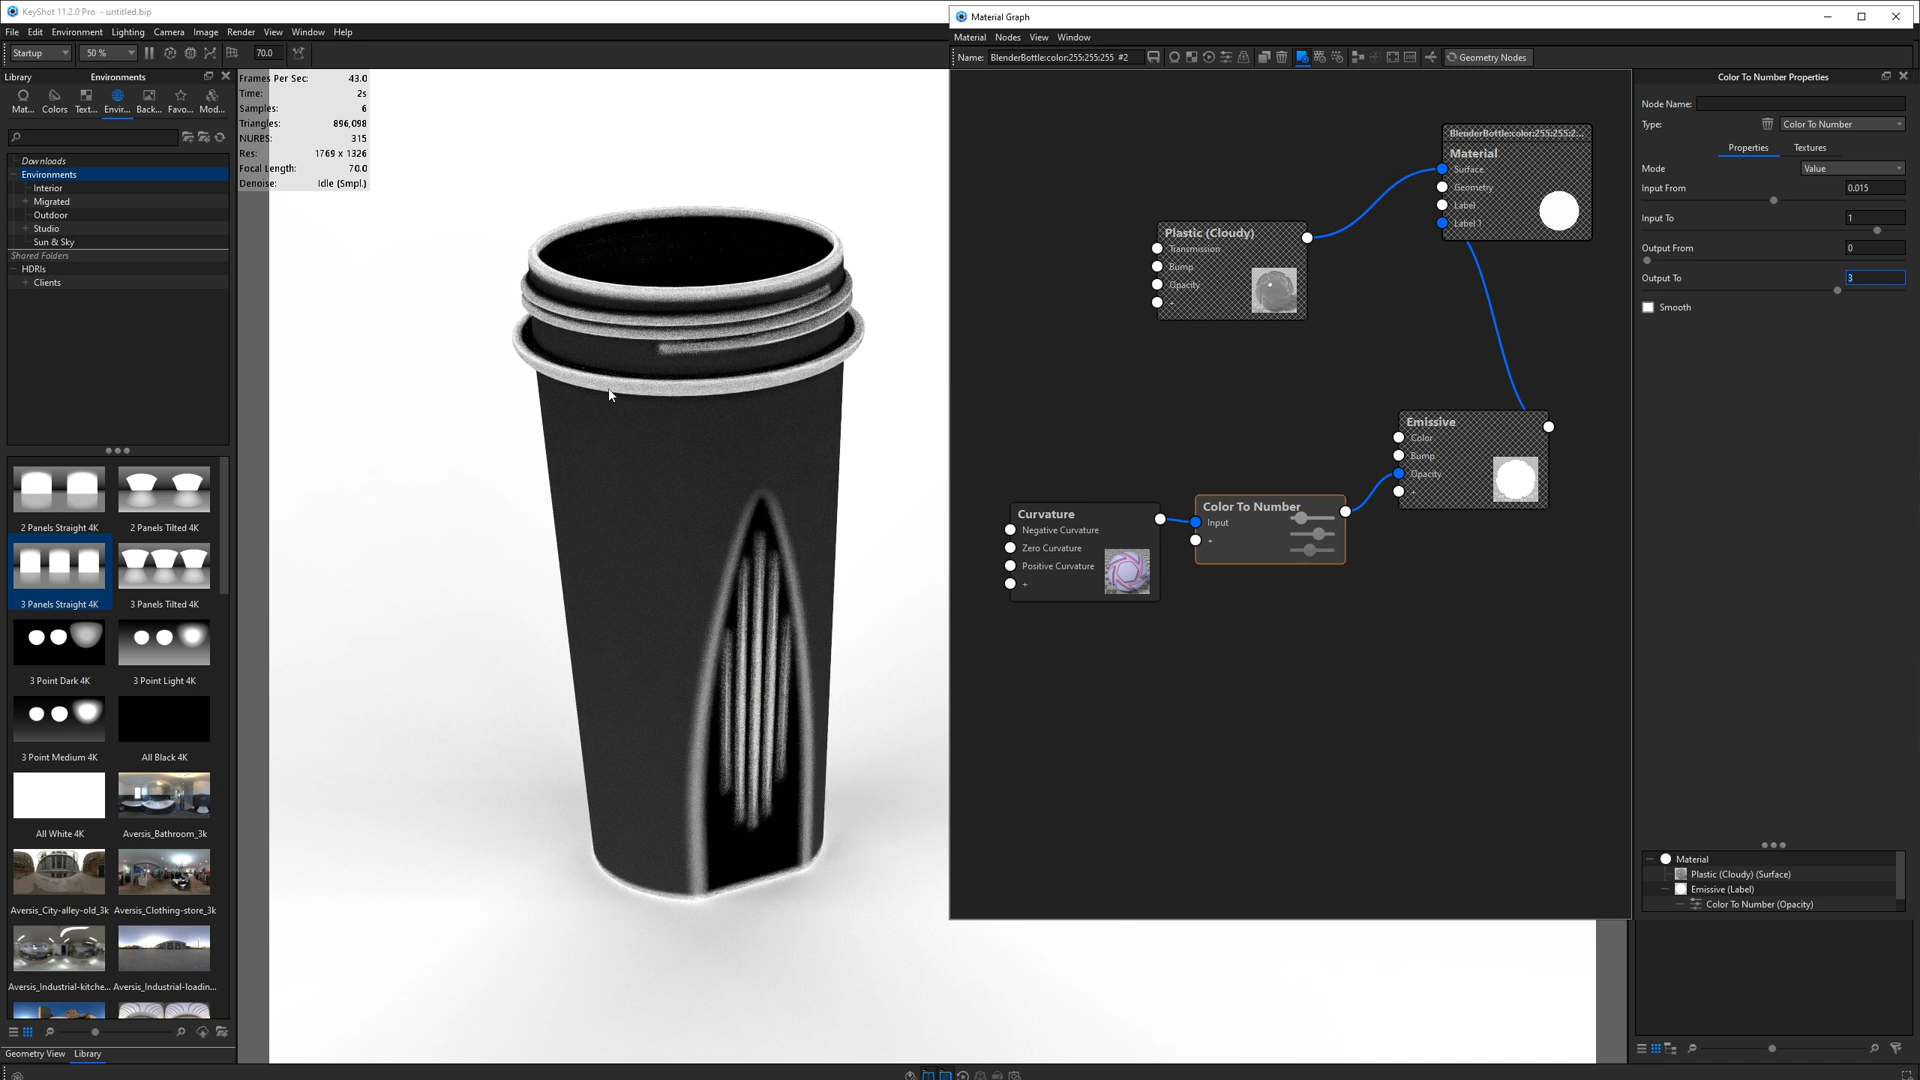 KeyShot 11.2.0 Pro - untitled.bip
File Edit Environment Lighting Camera Image Render View Window Help
Startup 50 % 70.0
Library Environments
Mat... Colors Text... Envir... Back... Favo... Mod...
Downloads
Environments
Interior
Migrated
Outdoor
Studio
Sun & Sky
Shared Folders
HDRIs
Clients
2 Panels Straight 4K 2 Panels Tilted 4K
3 Panels Straight 4K 3 Panels Tilted 4K
3 Point Dark 4K 3 Point Light 4K
3 Point Medium 4K All Black 4K
All White 4K Aversis_Bathroom_3k
Aversis_City-alley-old_3k Aversis_Clothing-store_3k
Aversis_Industrial-kitche... Aversis_Industrial-loadin...
Geometry View Library
Frames Per Sec: 43.0
Time: 2s
Samples: 6
Triangles: 896,098
NURBS: 315
Res: 1769 x 1326
Focal Length: 70.0
Denoise: Idle (Smpl.)
Material Graph
Material Nodes View Window
Name: BlenderBottle:color:255:255:255 #2 Geometry Nodes
BlenderBottle:color:255:255:2...
Material
Surface
Geometry
Label
Label 1
Plastic (Cloudy)
Transmission
Bump
Opacity
+
Emissive
Color
Bump
Opacity
+
Color To Number
Input
+
Curvature
Negative Curvature
Zero Curvature
Positive Curvature
+
Color To Number Properties
Node Name:
Type: Color To Number
Properties Textures
Mode Value
Input From 0.015
Input To 1
Output From 0
Output To 3
Smooth
Material
Plastic (Cloudy) (Surface)
Emissive (Label)
Color To Number (Opacity)